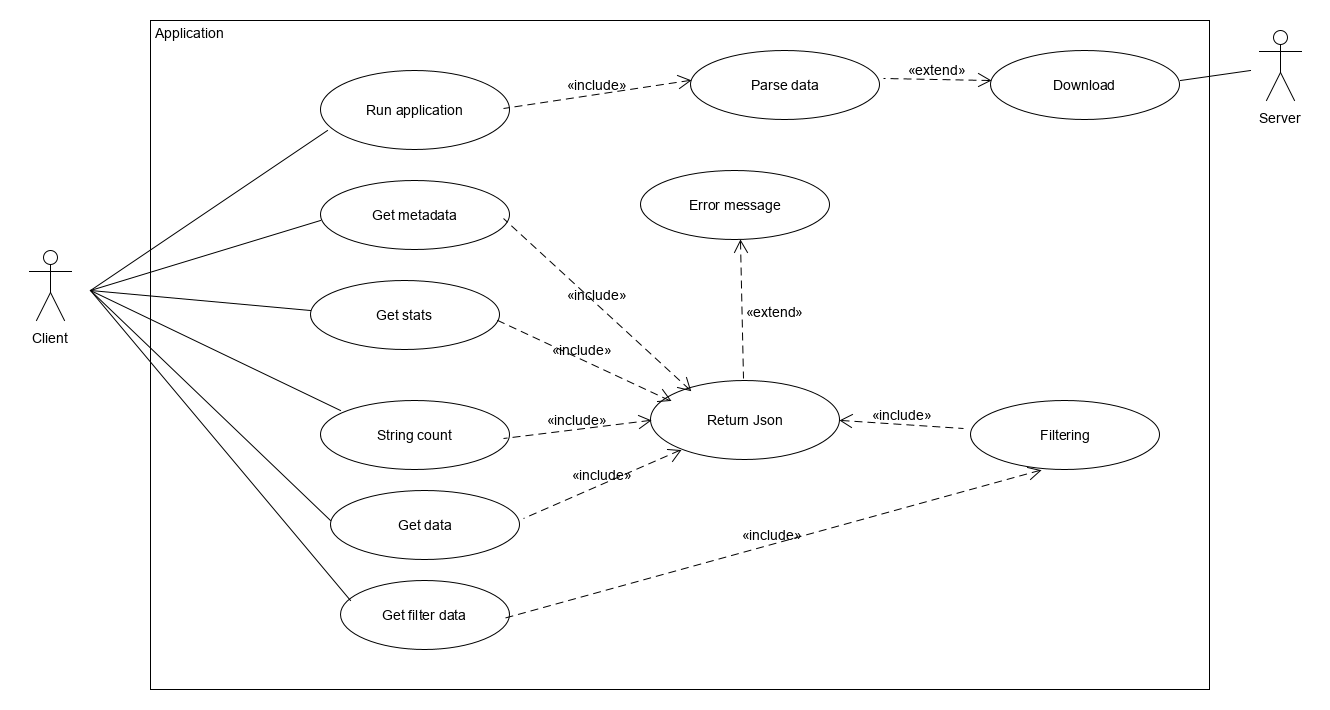 Application
Run application
«include»
Parse data
«extend»
Download
Server
Get metadata
Error message
«include»
Get stats
«extend»
Client
«include»
String count
«include»
Return Json
«include»
Filtering
«include»
Get data
«include»
Get filter data